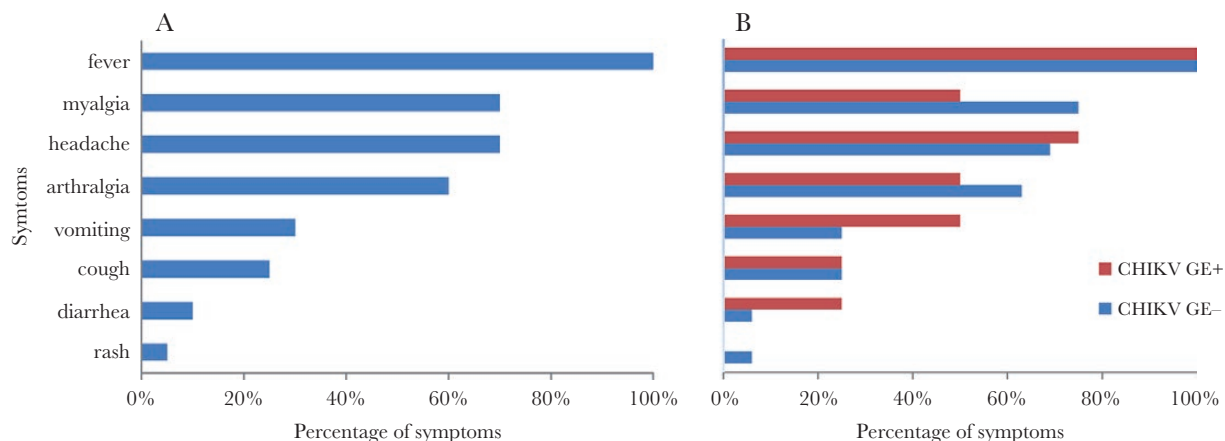 A
B
Symtoms
fever
myalgia
headache
arthralgia
vomiting
cough
diarrhea
rash
0%
20%
40%
60%
80%
100%
Percentage of symptoms
CHIKV GE+
CHIKV GE–
0%
20%
40%
60%
80%
100%
Percentage of symptoms